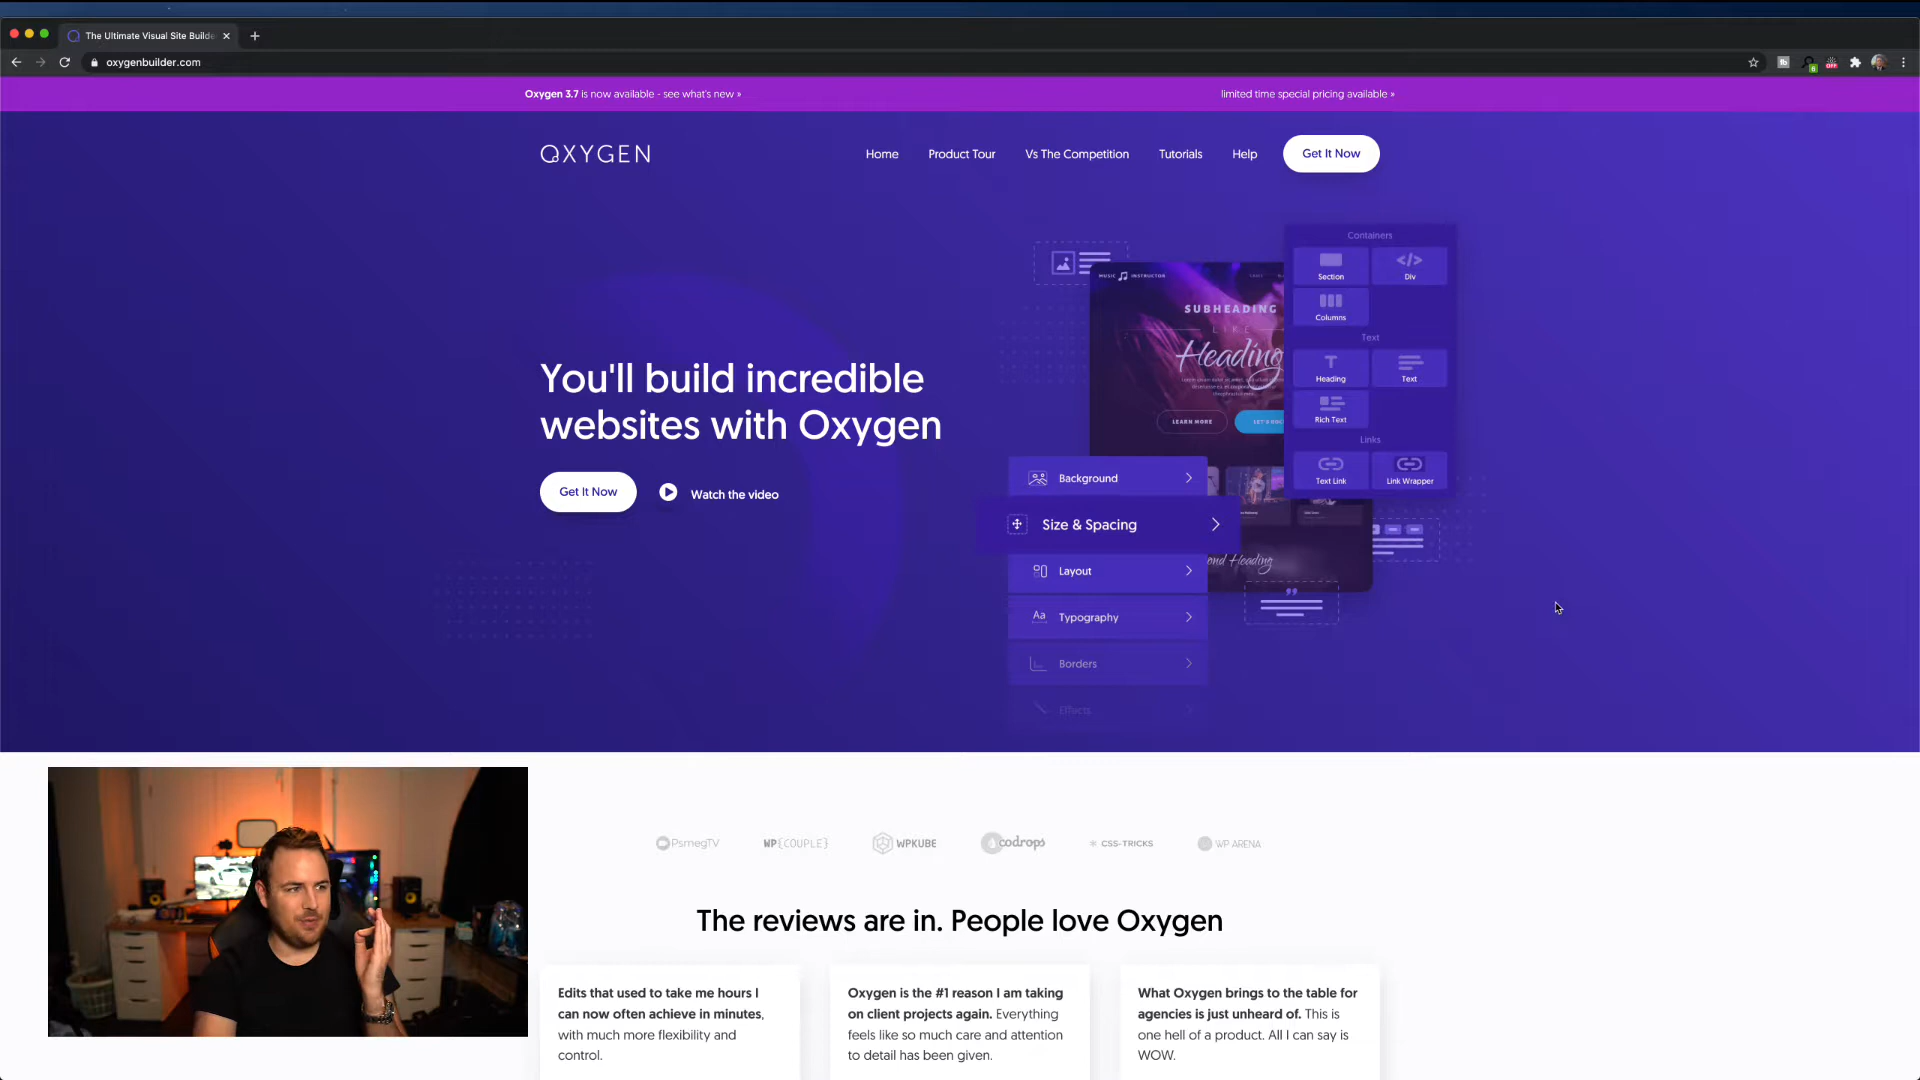 The Ultimate Visual Site Builde
oxygenbuilder.com
Oxygen 3.7 is now available - see what's new »
limited time special pricing available »
OXYGEN
Home
Product Tour
Vs The Competition
Tutorials
Help
Get It Now
You'll build incredible
websites with Oxygen
Get It Now
Watch the video
MUSIC INSTRUCTOR
SUBHEADING
LIKE
Heading
LEARN MORE
Containers
Section
Div
Columns
Text
Heading
Text
Rich Text
Links
Text Link
Link Wrapper
Background
Size & Spacing
Layout
Typography
Borders
Effects
ond Heading
PsmegTV
WP{COUPLE}
WPKUBE
codrops
* CSS-TRICKS
WP ARENA
The reviews are in. People love Oxygen
Edits that used to take me hours I
can now often achieve in minutes,
with much more flexibility and
control.
Oxygen is the #1 reason I am taking
on client projects again. Everything
feels like so much care and attention
to detail has been given.
What Oxygen brings to the table for
agencies is just unheard of. This is
one hell of a product. All I can say is
WOW.